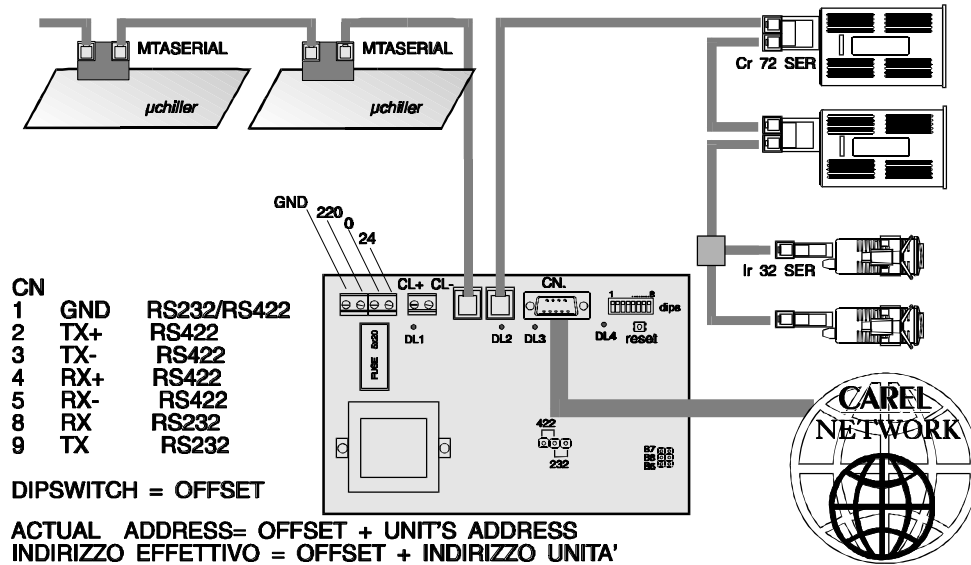 MTASERIAL
MTASERIAL
µchiller
µchiller
Cr 72 SER
Ir 32 SER
GND
220
0
24
CL+ CL-
CN.
1 8
dips
DL1
DL2
DL3
DL4
reset
FUSE 5x20
422
232
CN
1 GND RS232/RS422
2 TX+ RS422
3 TX- RS422
4 RX+ RS422
5 RX- RS422
8 RX RS232
9 TX RS232
DIPSWITCH = OFFSET
ACTUAL ADDRESS= OFFSET + UNIT'S ADDRESS
INDIRIZZO EFFETTIVO = OFFSET + INDIRIZZO UNITA'
CAREL
NETWORK